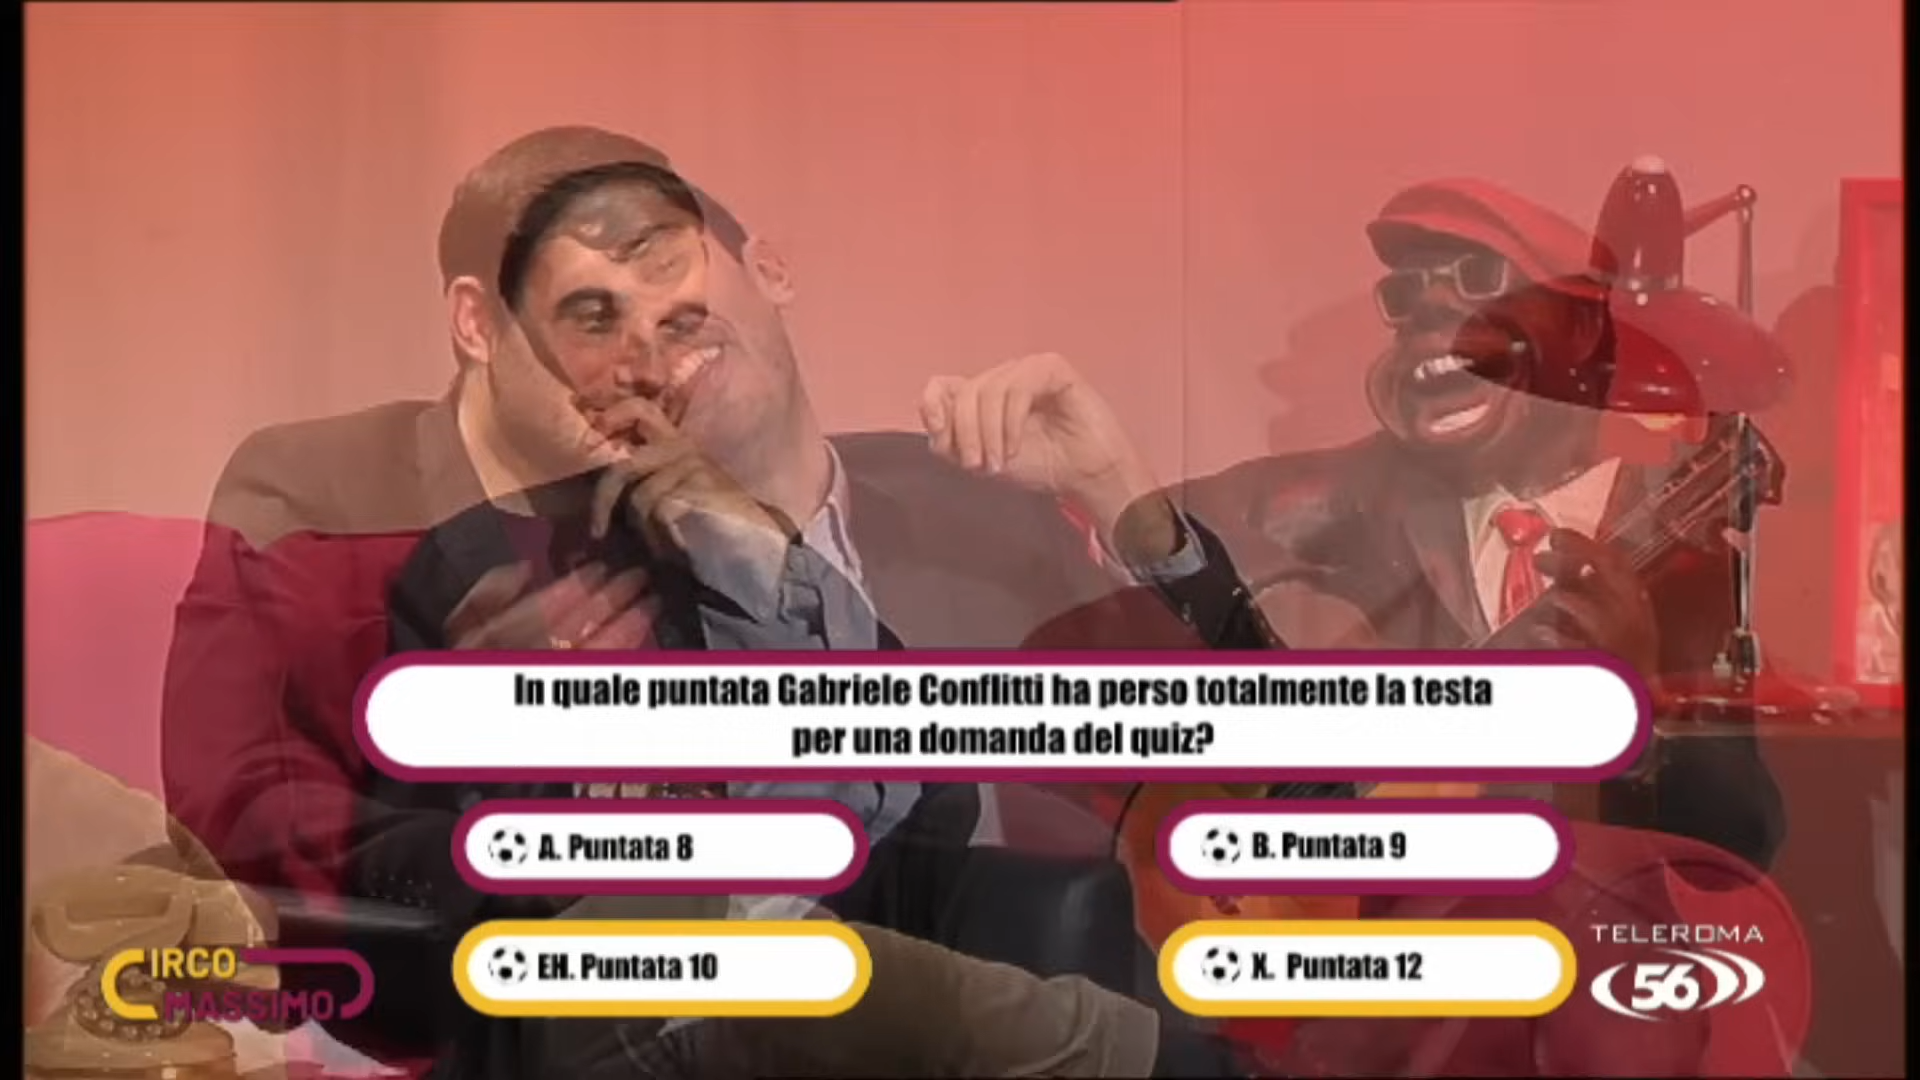 In quale puntata Gabriele Conflitti ha perso totalmente la testa
per una domanda del quiz?
A. Puntata 8
B. Puntata 9
EH. Puntata 10
X. Puntata 12
CIRCO
MASSIMO
TELEROMA
56